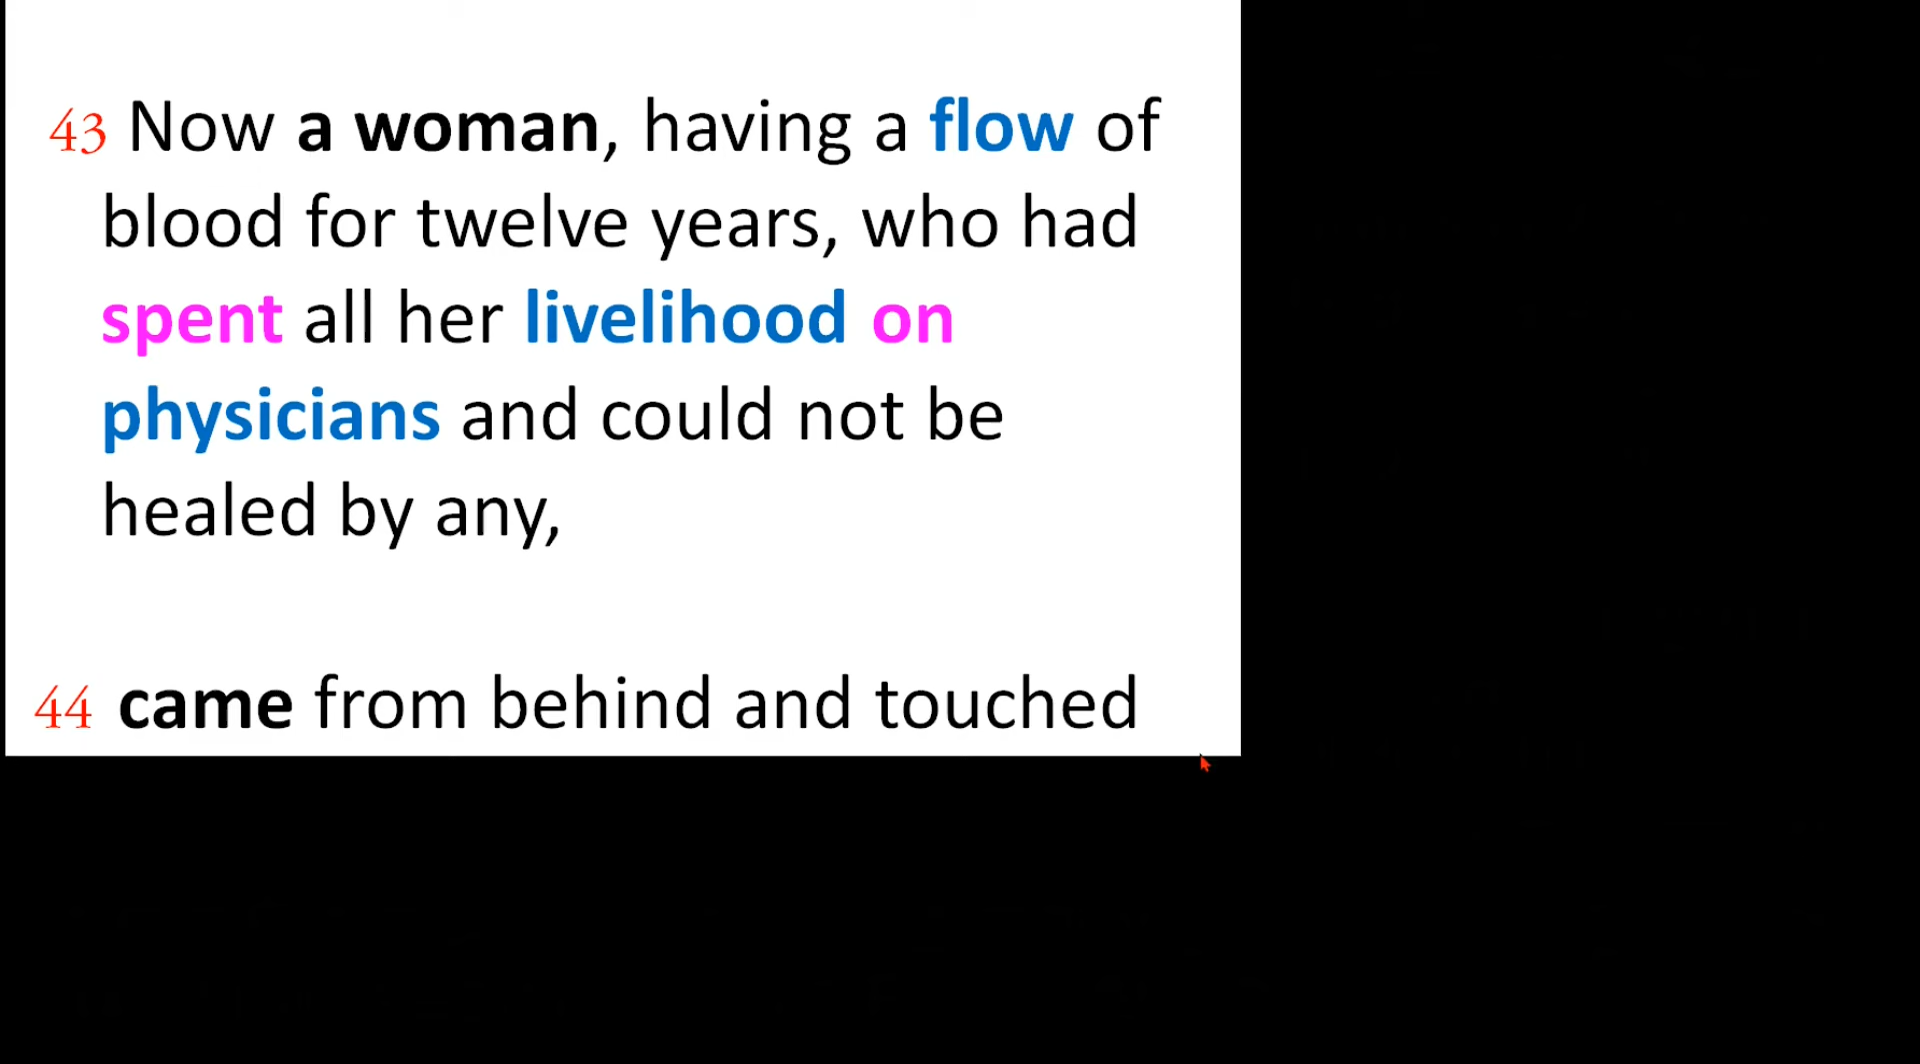 43 Now a woman, having a flow of
blood for twelve years, who had
spent all her livelihood on
physicians and could not be
healed by any,
44 came from behind and touched